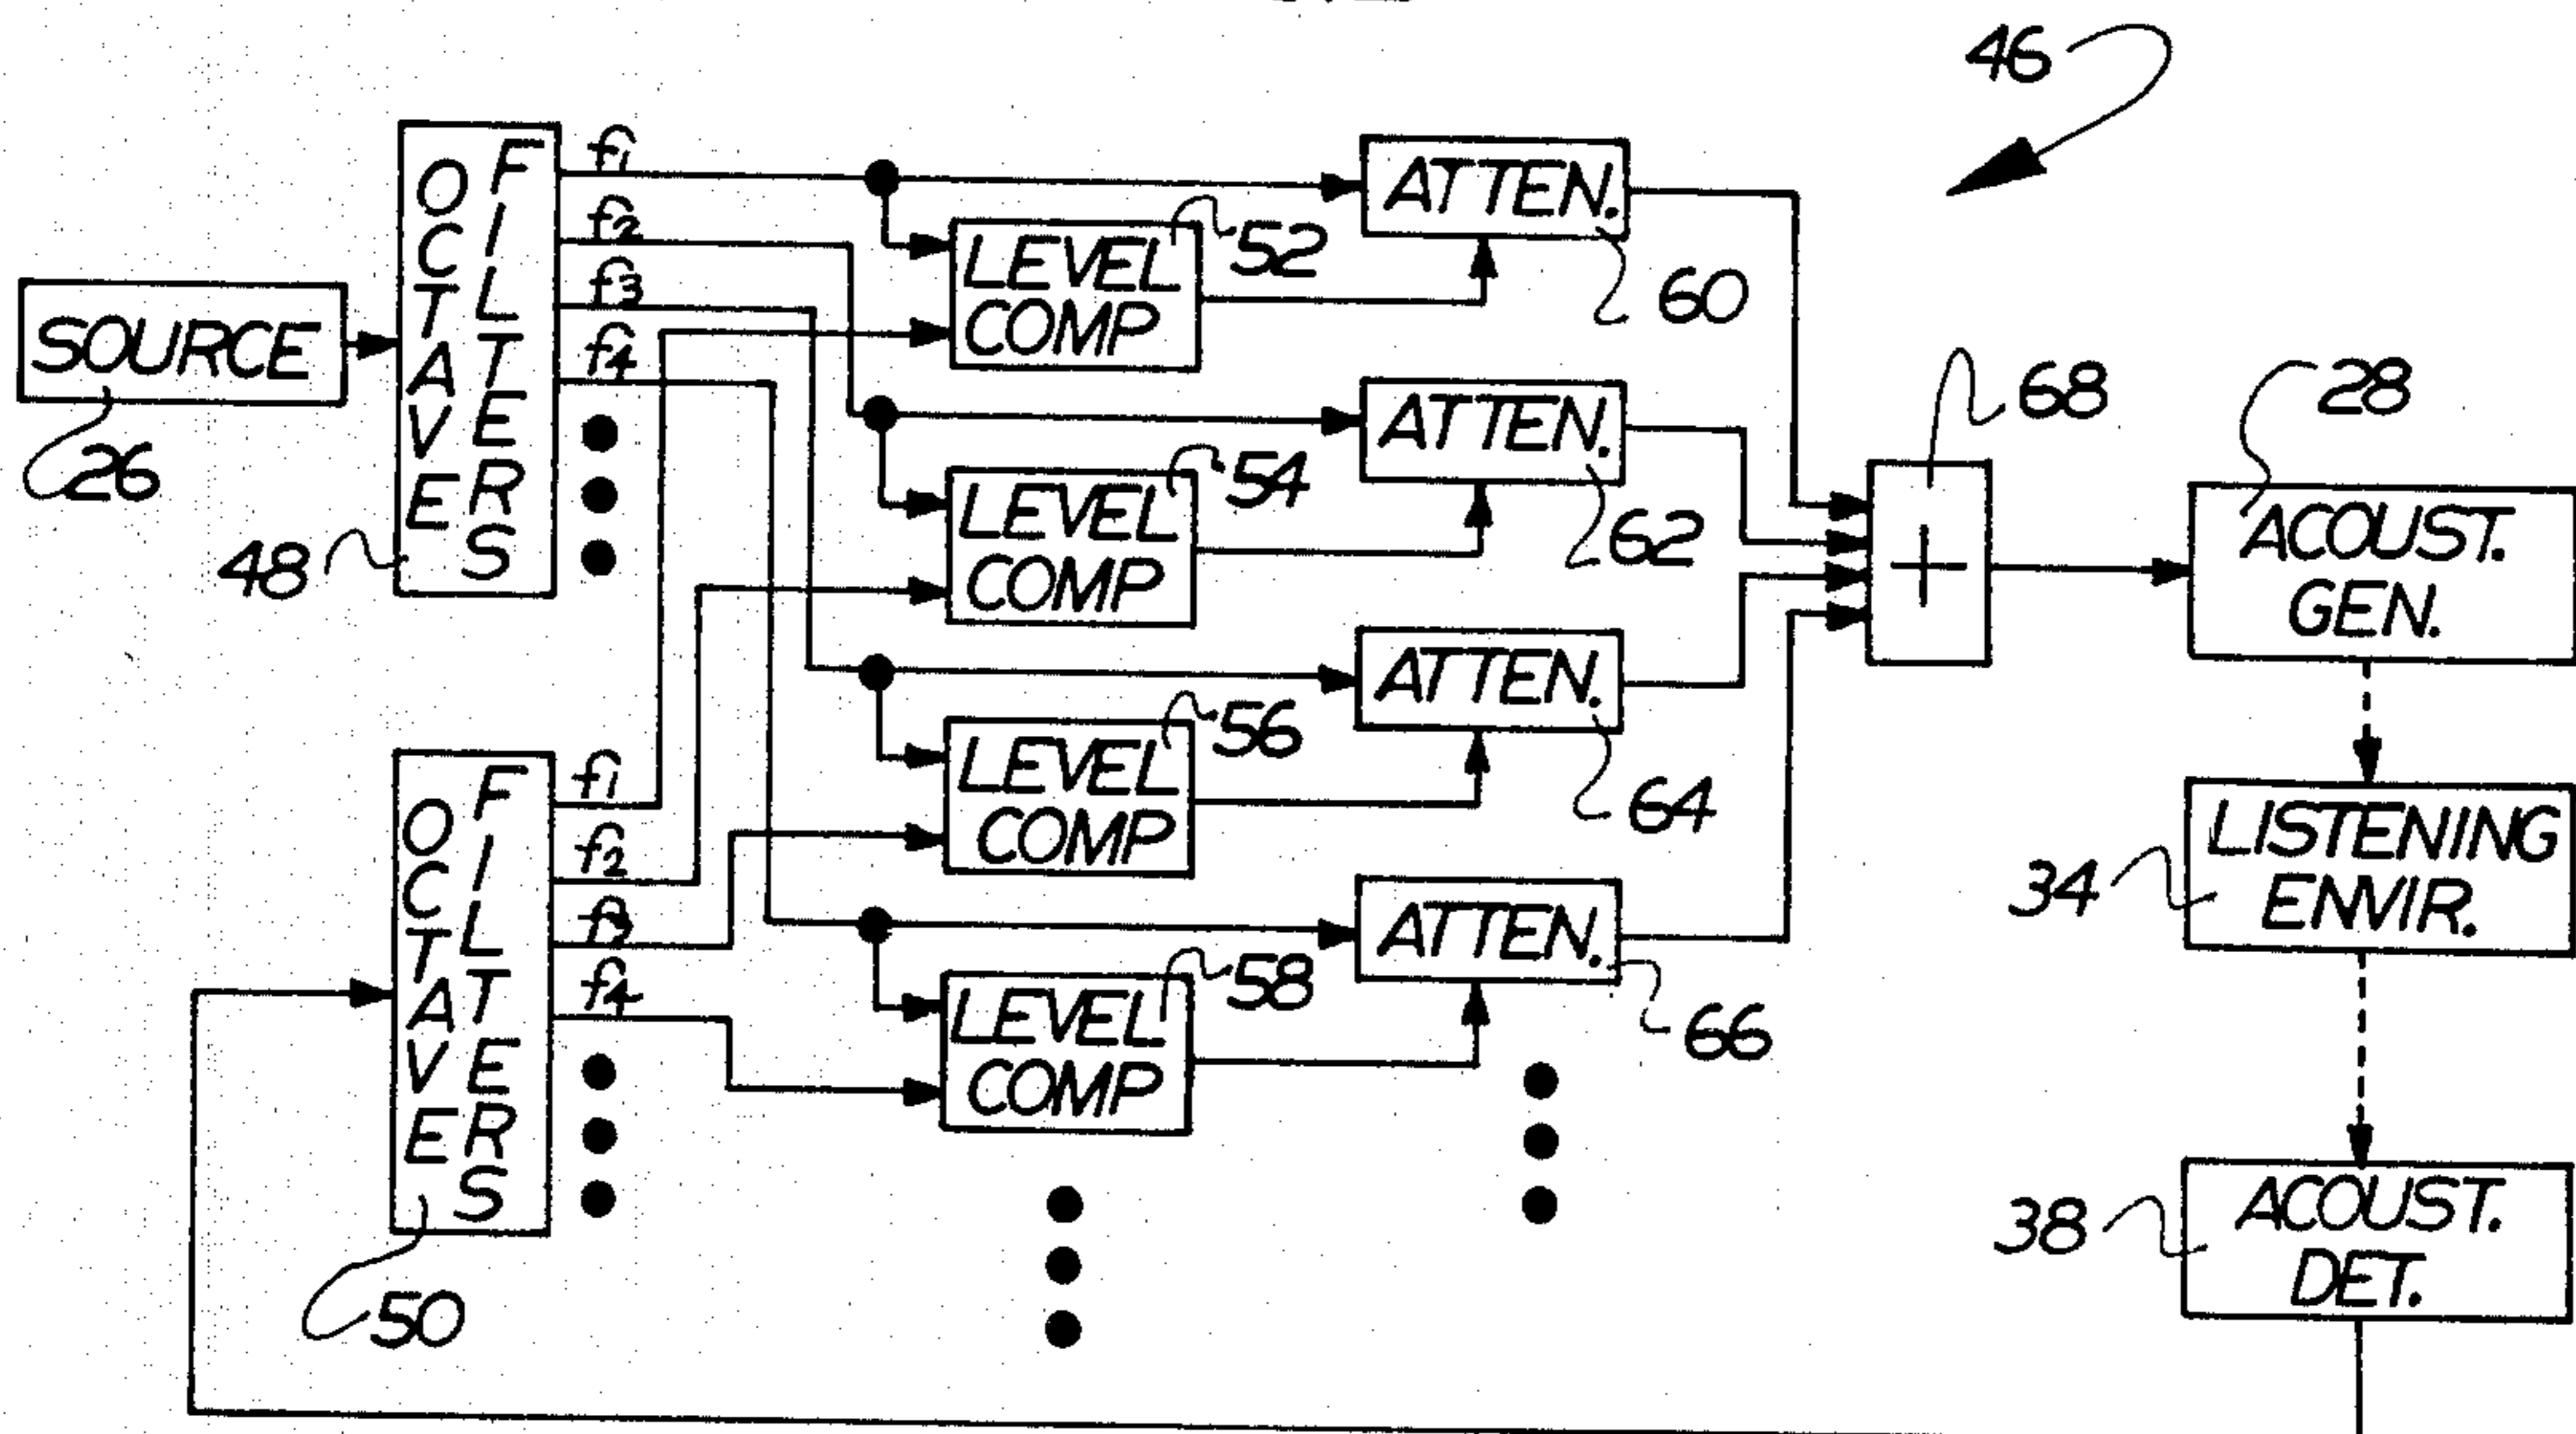 46
OCTAVE FILTERS
f1
f2
f3
f4
SOURCE
26
48
LEVEL
COMP
52
ATTEN.
60
LEVEL
COMP
54
ATTEN.
62
68
+
28
ACOUST.
GEN.
LEVEL
COMP
56
ATTEN.
64
34
LISTENING
ENVIR.
OCTAVE FILTERS
f1
f2
f3
f4
50
LEVEL
COMP
58
ATTEN.
66
38
ACOUST.
DET.